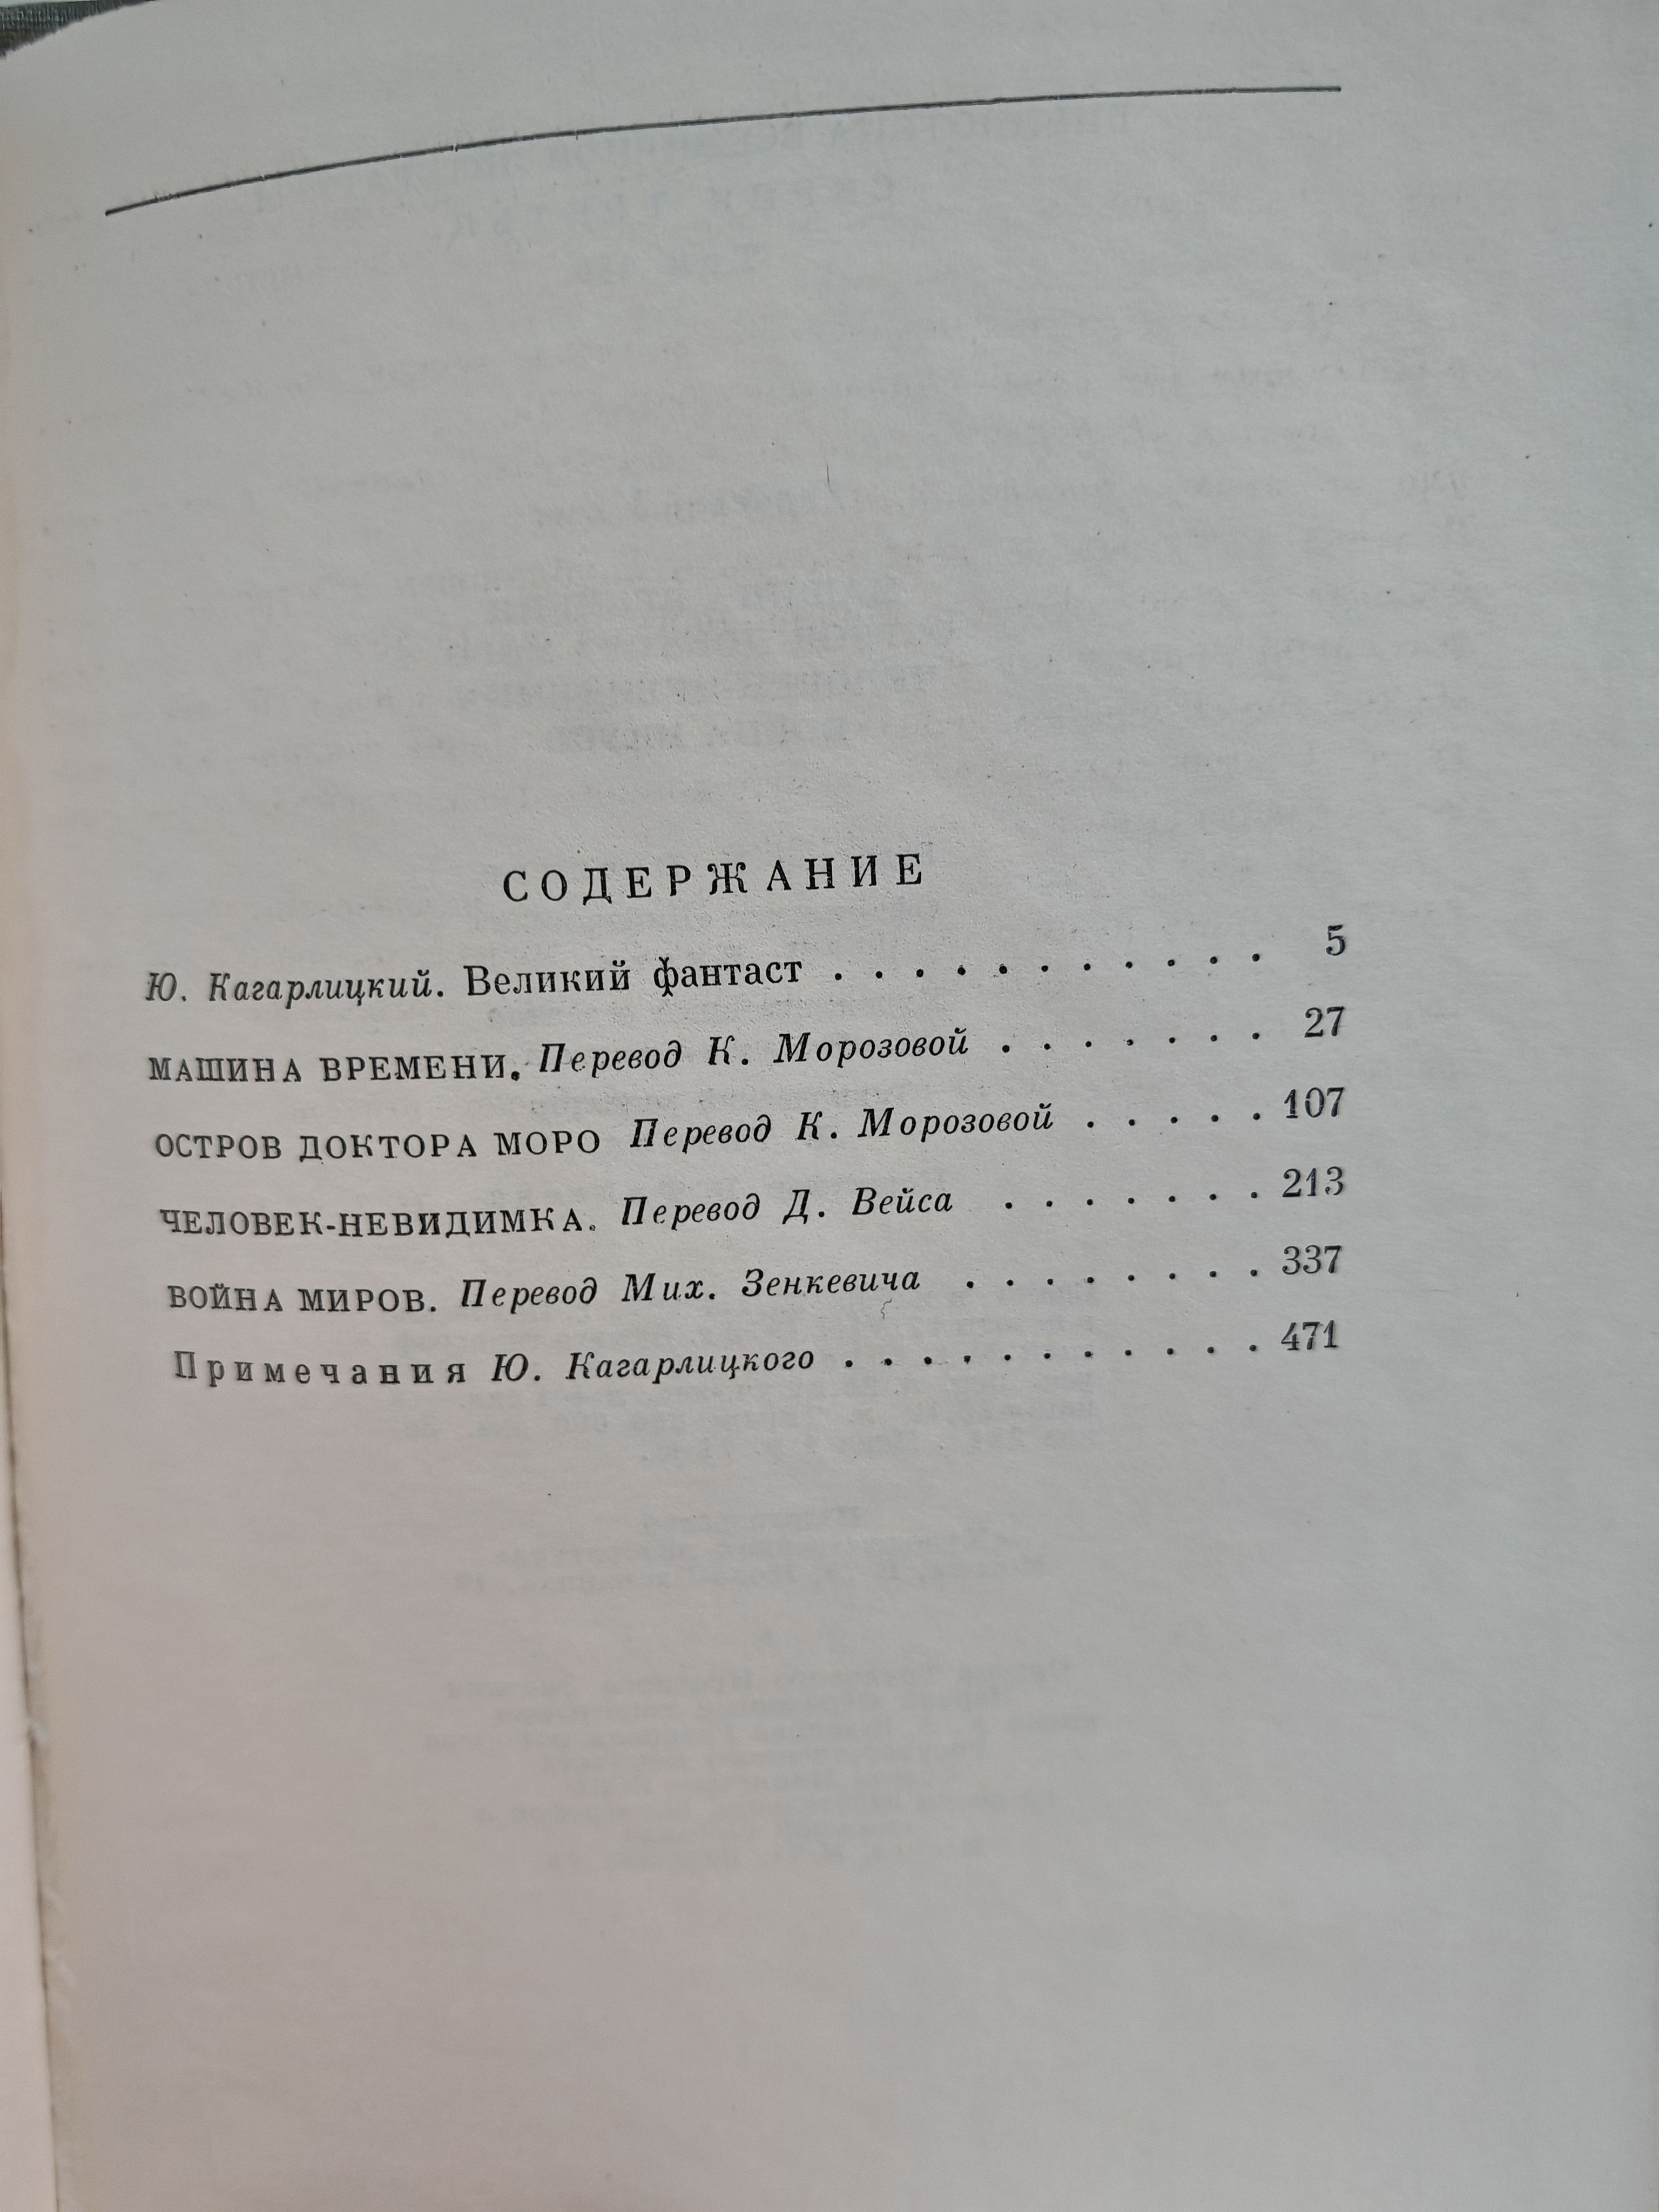 СОДЕРЖАНИЕ
Ю. Кагарлицкий. Великий фантаст . . . . . . . . . . . 5
МАШИНА ВРЕМЕНИ. Перевод К. Морозовой . . . . . . . 27
ОСТРОВ ДОКТОРА МОРО Перевод К. Морозовой . . . . . 107
ЧЕЛОВЕК-НЕВИДИМКА. Перевод Д. Вейса . . . . . . . 213
ВОЙНА МИРОВ. Перевод Мих. Зенкевича . . . . . . . . 337
Примечания Ю. Кагарлицкого . . . . . . . . . . . 471